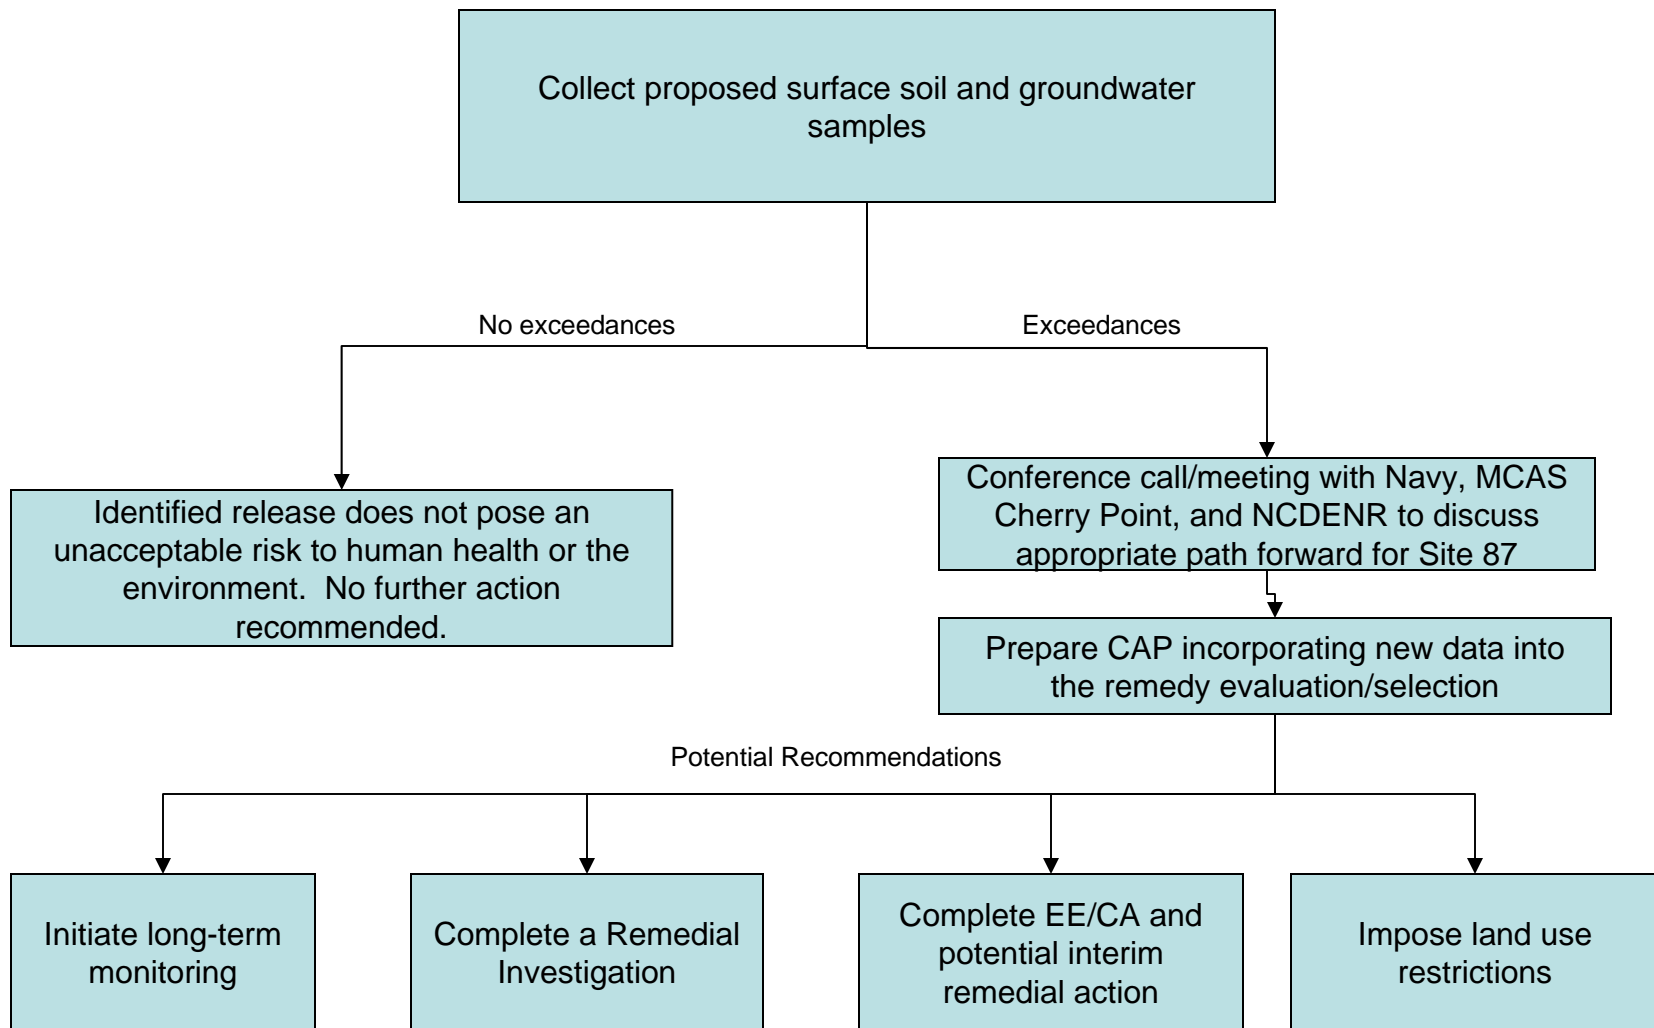 Collect proposed surface soil and groundwater
samples
No exceedances
Exceedances
Identified release does not pose an
unacceptable risk to human health or the
environment.  No further action
recommended.
Conference call/meeting with Navy, MCAS
Cherry Point, and NCDENR to discuss
appropriate path forward for Site 87
Prepare CAP incorporating new data into
the remedy evaluation/selection
Potential Recommendations
Initiate long-term
monitoring
Complete a Remedial
Investigation
Complete EE/CA and
potential interim
remedial action
Impose land use
restrictions